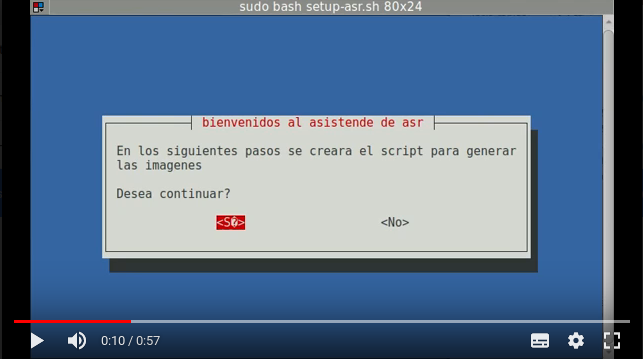 sudo bash setup-asr.sh 80x24
bienvenidos al asistende de asr
En los siguientes pasos se creara el script para generar
las imagenes
Desea continuar?
<S�> <No>
0:10 / 0:57